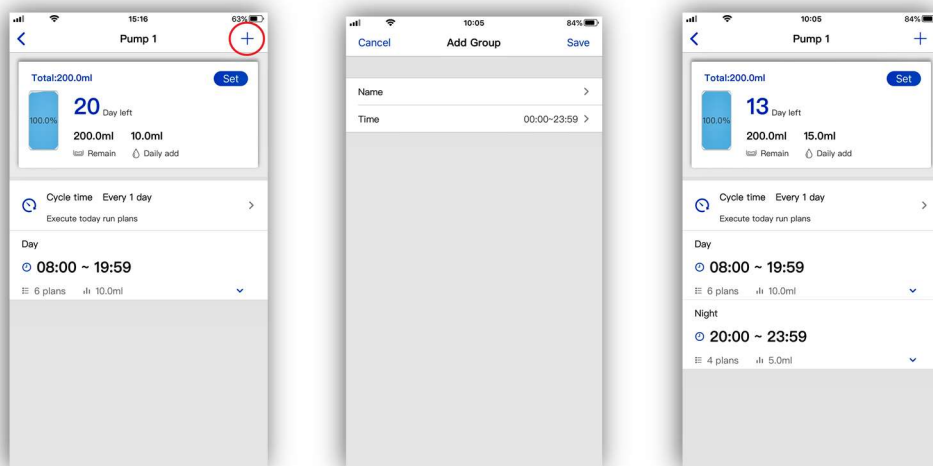 15:16
63%
Pump 1
Total:200.0ml
Set
100.0%
20 Day left
200.0ml 10.0ml
Remain Daily add
Cycle time Every 1 day
Execute today run plans
Day
08:00 ~ 19:59
6 plans 10.0ml
10:05
84%
Cancel Add Group Save
Name
Time 00:00~23:59
10:05
84%
Pump 1
Total:200.0ml
Set
100.0%
13 Day left
200.0ml 15.0ml
Remain Daily add
Cycle time Every 1 day
Execute today run plans
Day
08:00 ~ 19:59
6 plans 10.0ml
Night
20:00 ~ 23:59
4 plans 5.0ml